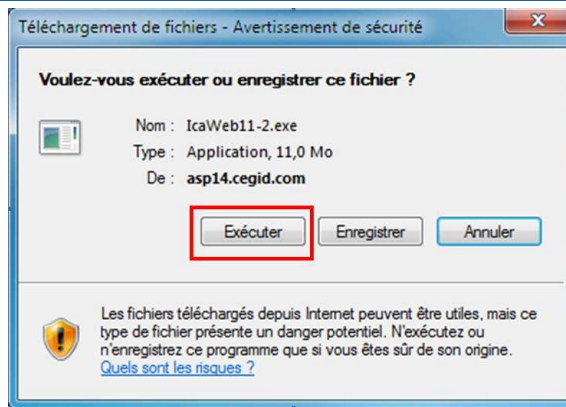 Téléchargement de fichiers - Avertissement de sécurité
Voulez-vous exécuter ou enregistrer ce fichier ?
Nom : IcaWeb11-2.exe
Type : Application, 11,0 Mo
De : asp14.cegid.com
Exécuter Enregistrer Annuler
Les fichiers téléchargés depuis Internet peuvent être utiles, mais ce
type de fichier présente un danger potentiel. N'exécutez ou
n'enregistrez ce programme que si vous êtes sûr de son origine.
Quels sont les risques ?